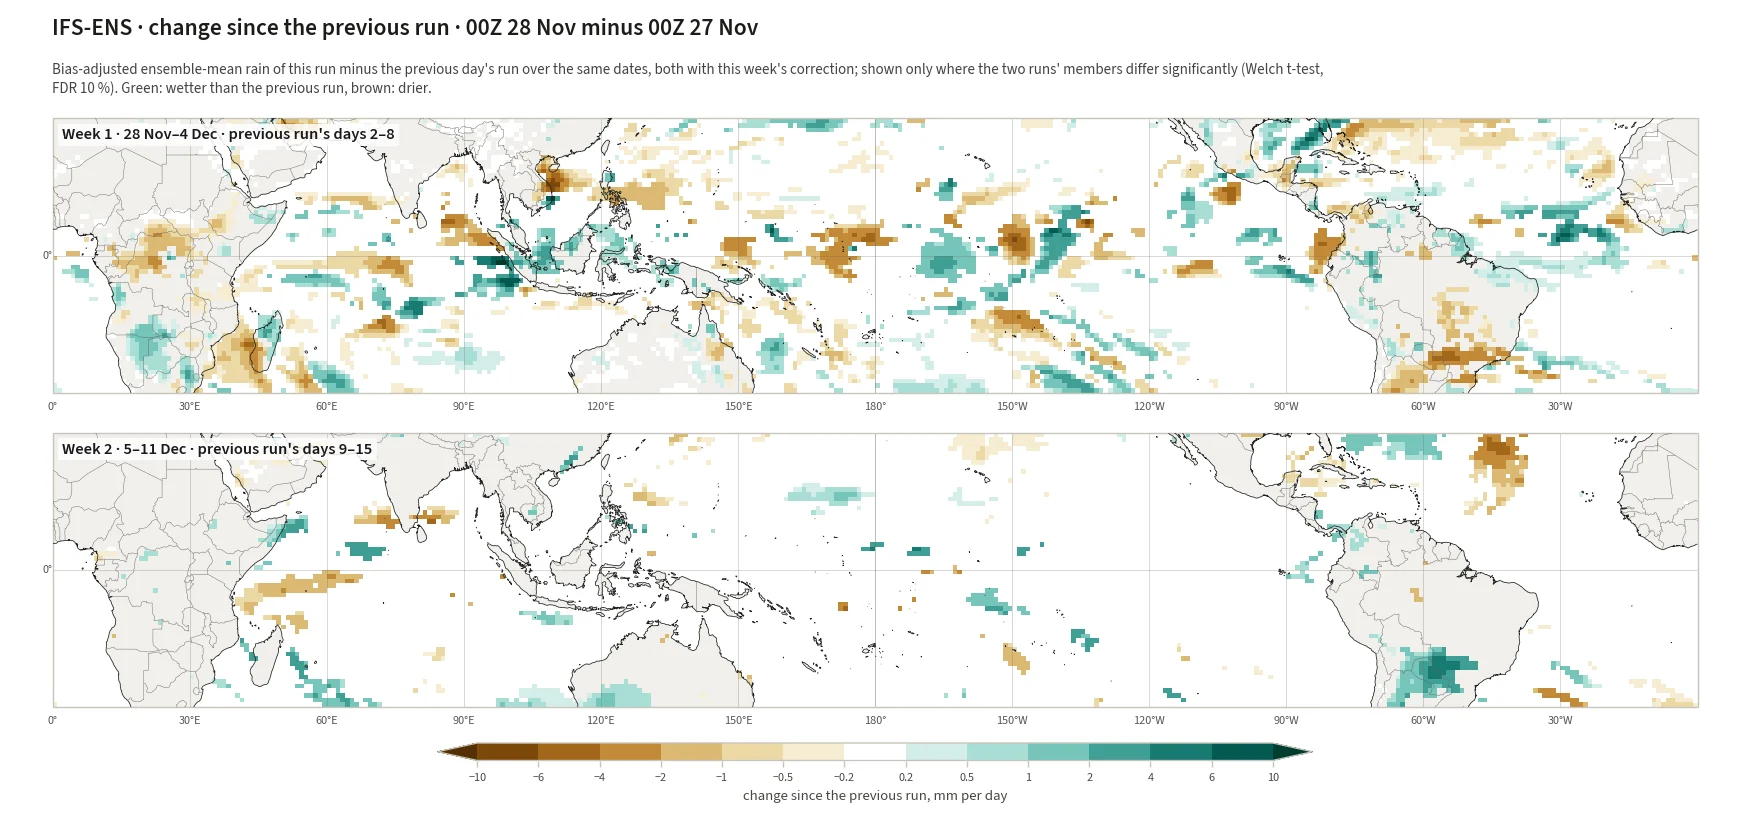 IFS-ENS · change since the previous run · 00Z 28 Nov minus 00Z 27 Nov
Bias-adjusted ensemble-mean rain of this run minus the previous day's run over the same dates, both with this week's correction; shown only where the two runs' members differ significantly (Welch t-test,
FDR 10 %). Green: wetter than the previous run, brown: drier.
Week 1 · 28 Nov–4 Dec · previous run's days 2–8
0°
0° 30°E 60°E 90°E 120°E 150°E 180° 150°W 120°W 90°W 60°W 30°W
Week 2 · 5–11 Dec · previous run's days 9–15
0°
0° 30°E 60°E 90°E 120°E 150°E 180° 150°W 120°W 90°W 60°W 30°W
−10 −6 −4 −2 −1 −0.5 −0.2 0.2 0.5 1 2 4 6 10
change since the previous run, mm per day